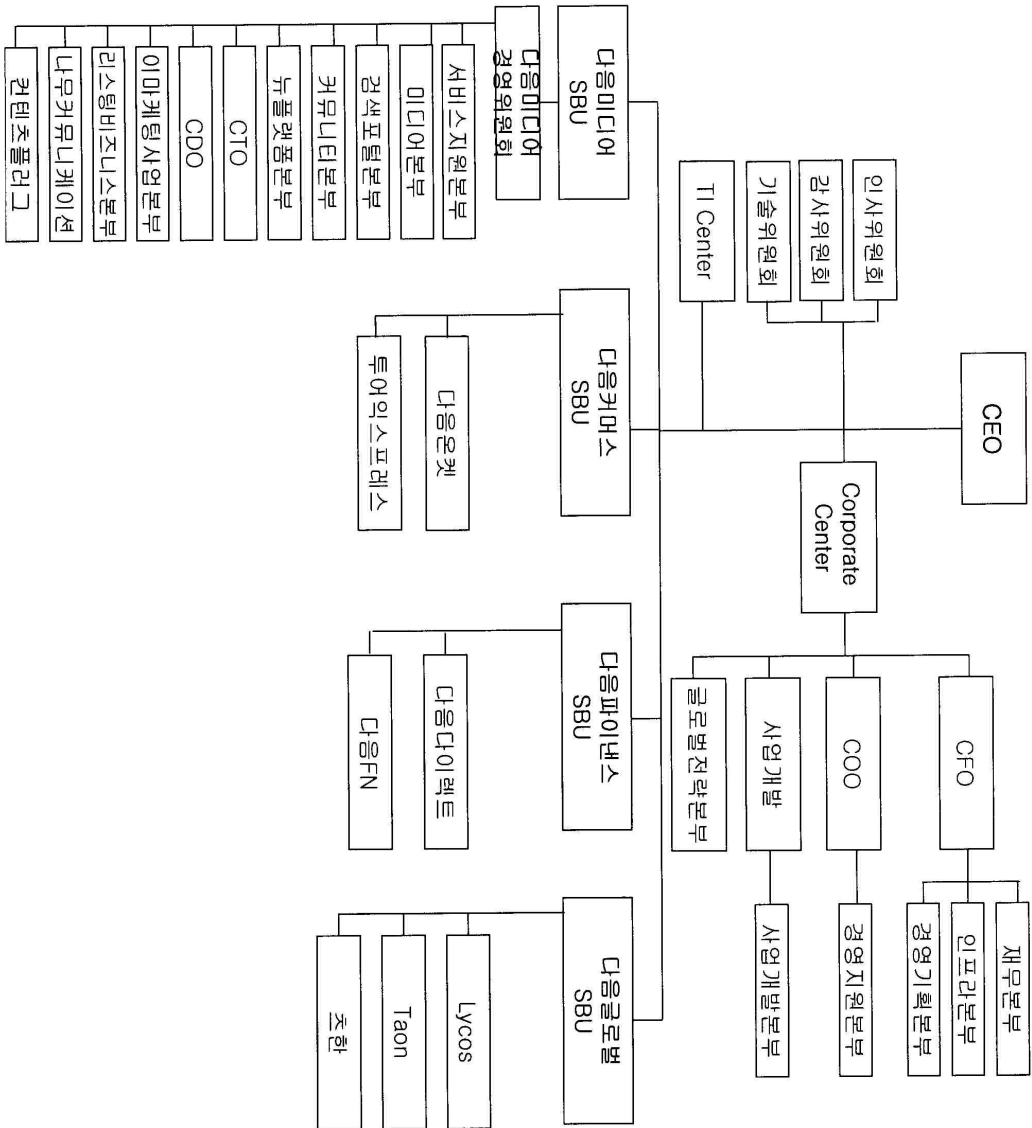 CEO
인사위원회
감사위원회
기술위원회
Corporate
Center
CFO
재무본부
인프라본부
경영기획본부
COO
경영지원본부
사업개발
사업개발본부
글로벌전략본부
TI Center
다음미디어
SBU
다음미디어
경영위원회
서비스지원본부
미디어본부
검색포털본부
커뮤니티본부
뉴플랫폼본부
CTO
CDO
이마케팅사업본부
리스팅비즈니스본부
나무커뮤니케이션
컨텐츠플러그
다음커머스
SBU
다음온켓
투어익스프레스
다음파이낸스
SBU
다음다이렉트
다음FN
다음글로벌
SBU
Lycos
Taon
초한